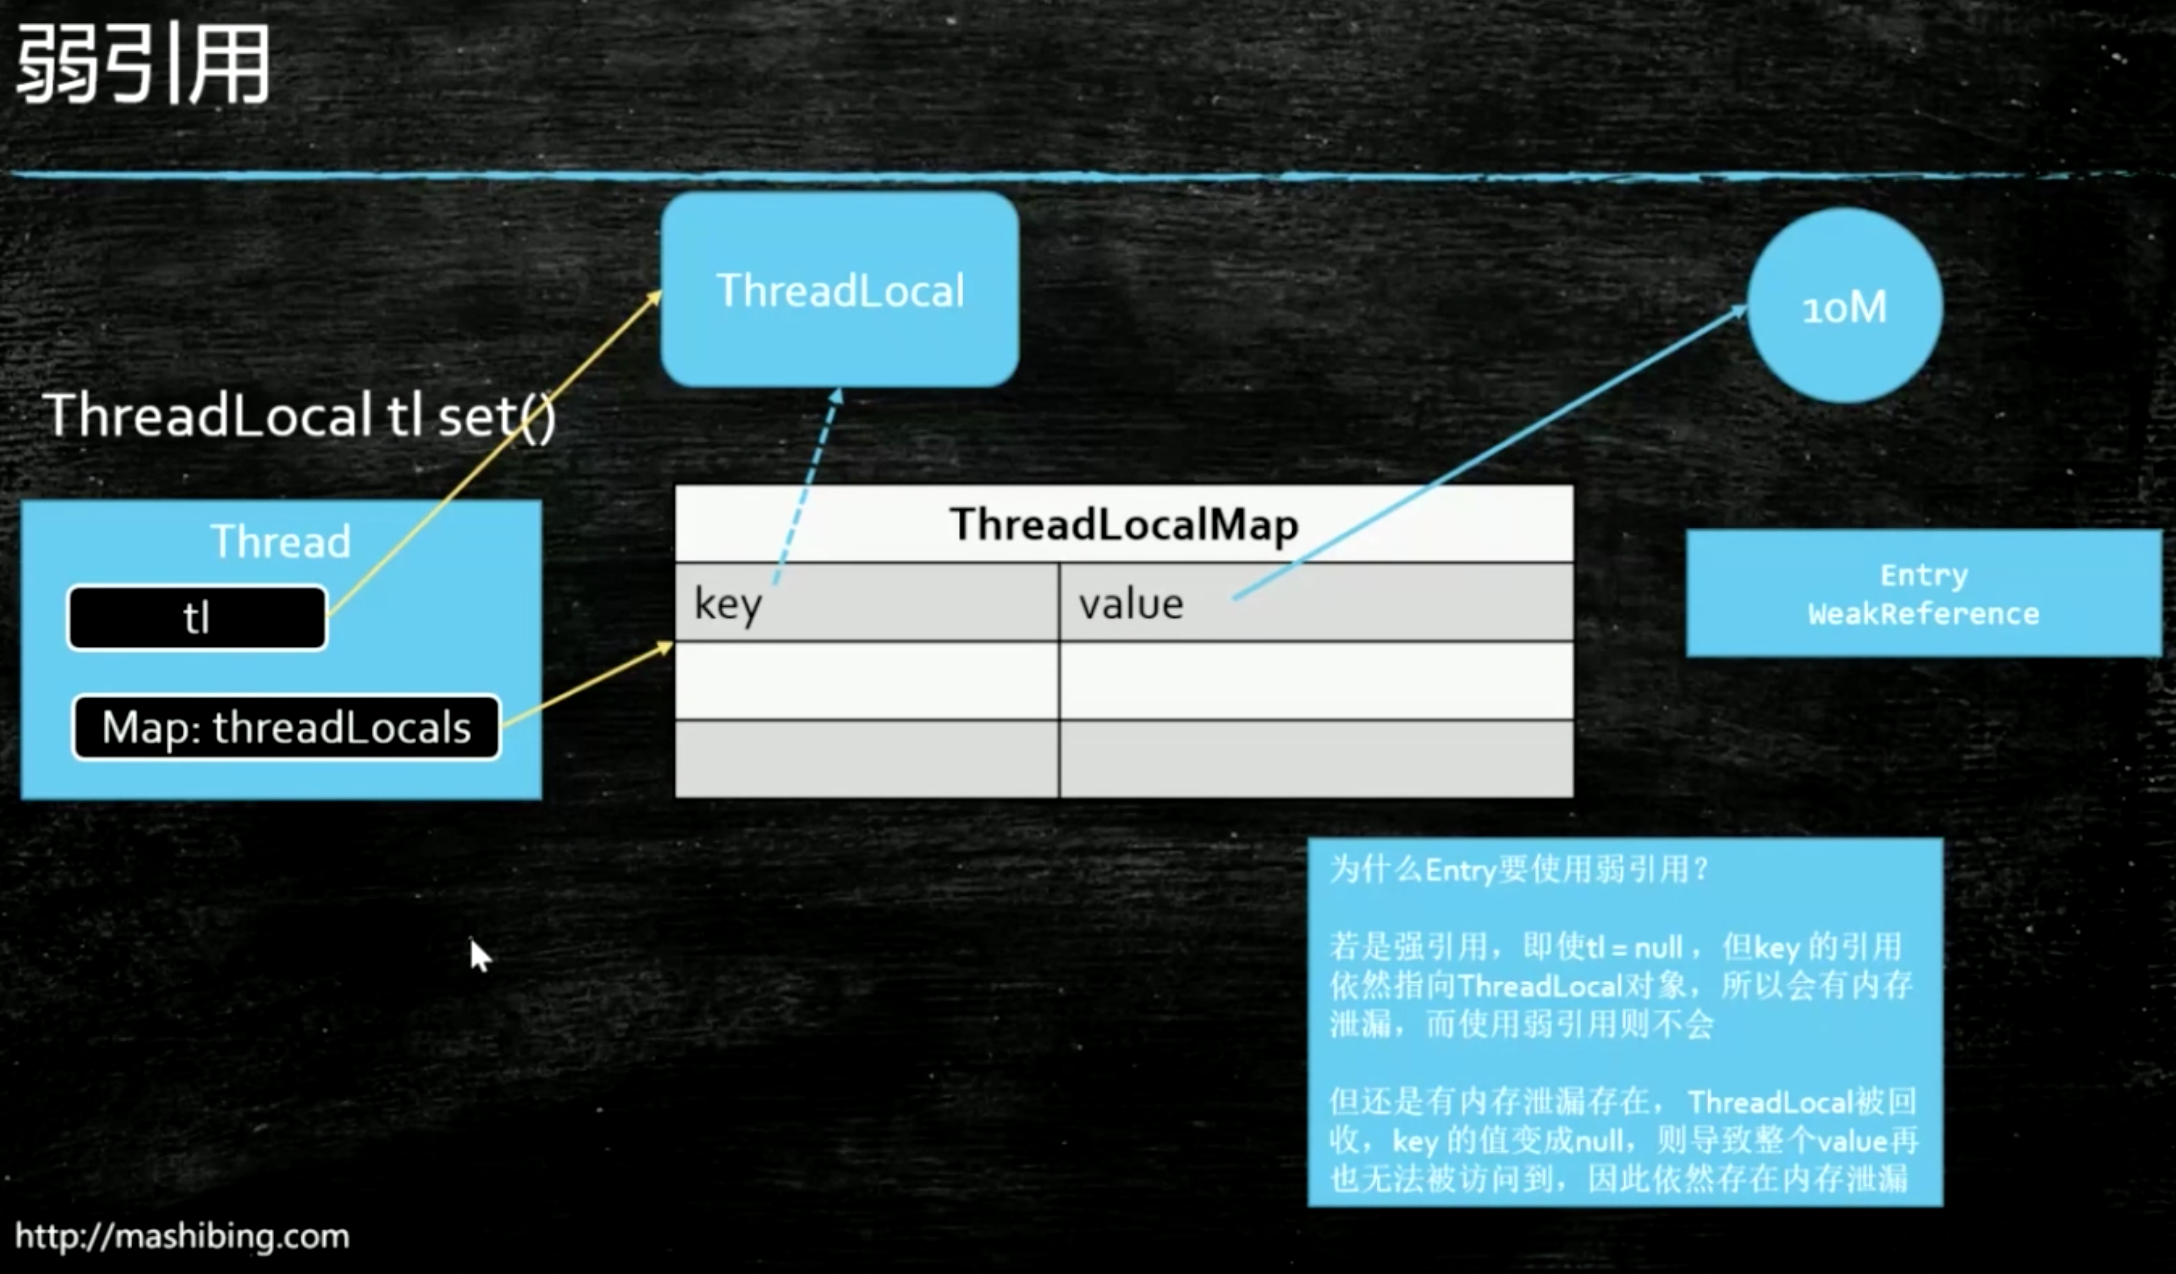 弱引用
ThreadLocal
10M
ThreadLocal tl set()
Thread
tl
Map: threadLocals
ThreadLocalMap
key
value
Entry
WeakReference
为什么Entry要使用弱引用？
若是强引用，即使tl = null ，但key 的引用
依然指向ThreadLocal对象，所以会有内存
泄漏，而使用弱引用则不会
但还是有内存泄漏存在， ThreadLocal被回
收，key 的值变成null，则导致整个value再
也无法被访问到，因此依然存在内存泄漏
http://mashibing.com